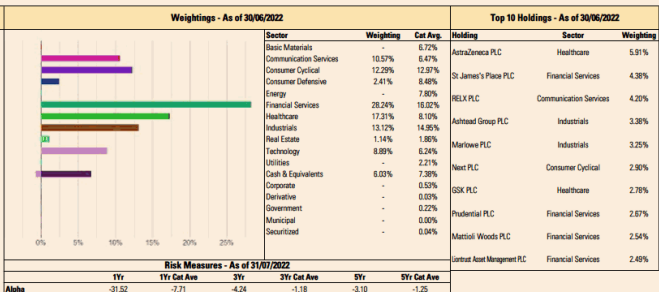 Weightings - As of 30/06/2022
Sector Weighting Cat Avg.
Basic Materials - 6.72%
Communication Services 10.57% 6.47%
Consumer Cyclical 12.29% 12.97%
Consumer Defensive 2.41% 8.48%
Energy - 7.80%
Financial Services 28.24% 16.02%
Healthcare 17.31% 8.10%
Industrials 13.12% 14.95%
Real Estate 1.14% 1.86%
Technology 8.89% 6.24%
Utilities - 2.21%
Cash & Equivalents 6.03% 7.38%
Corporate - 0.53%
Derivative - 0.03%
Government - 0.22%
Municipal - 0.00%
Securitized - 0.04%
0% 5% 10% 15% 20% 25%
Top 10 Holdings - As of 30/06/2022
Holding Sector Weighting
AstraZeneca PLC Healthcare 5.91%
St James's Place PLC Financial Services 4.38%
RELX PLC Communication Services 4.20%
Ashtead Group PLC Industrials 3.38%
Marlowe PLC Industrials 3.25%
Next PLC Consumer Cyclical 2.90%
GSK PLC Healthcare 2.78%
Prudential PLC Financial Services 2.67%
Mattioli Woods PLC Financial Services 2.54%
Liontrust Asset Management PLC Financial Services 2.49%
Risk Measures - As of 31/07/2022
1Yr 1Yr Cat Ave 3Yr 3Yr Cat Ave 5Yr 5Yr Cat Ave
Alpha -31.52 -7.71 -4.24 -1.18 -3.10 -1.25